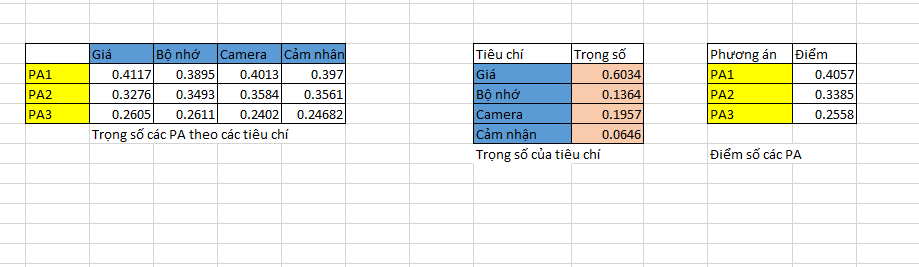 Giá Bộ nhớ Camera Cảm nhận
PA1 0.4117 0.3895 0.4013 0.397
PA2 0.3276 0.3493 0.3584 0.3561
PA3 0.2605 0.2611 0.2402 0.24682
Trọng số các PA theo các tiêu chí
Tiêu chí Trọng số
Giá 0.6034
Bộ nhớ 0.1364
Camera 0.1957
Cảm nhận 0.0646
Trọng số của tiêu chí
Phương án Điểm
PA1 0.4057
PA2 0.3385
PA3 0.2558
Điểm số các PA